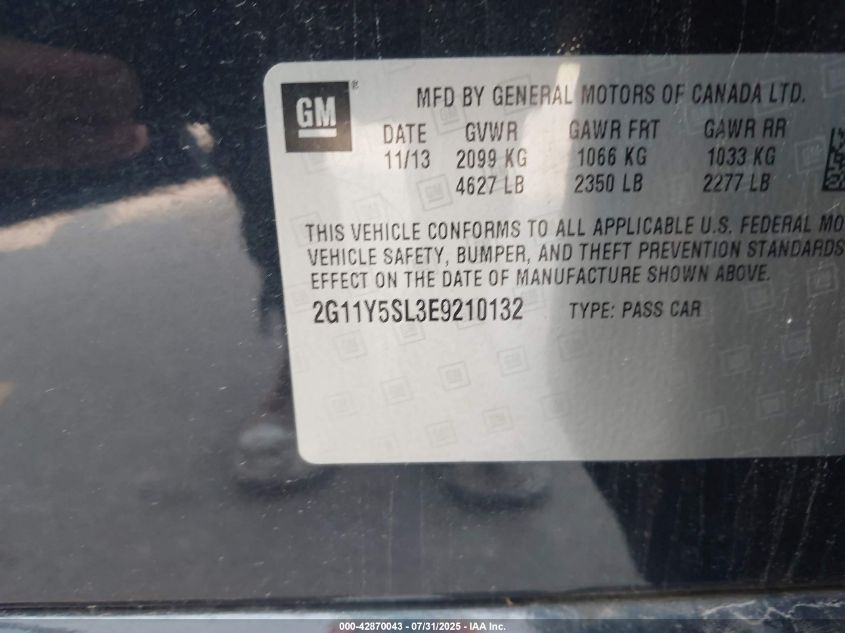 GM ®
MFD BY GENERAL MOTORS OF CANADA LTD.
DATE GVWR GAWR FRT GAWR RR
11/13 2099 KG 1066 KG 1033 KG
4627 LB 2350 LB 2277 LB
THIS VEHICLE CONFORMS TO ALL APPLICABLE U.S. FEDERAL MO
VEHICLE SAFETY, BUMPER, AND THEFT PREVENTION STANDARDS
EFFECT ON THE DATE OF MANUFACTURE SHOWN ABOVE.
2G11Y5SL3E9210132 TYPE: PASS CAR
000-42870043 - 07/31/2025 - IAA Inc.